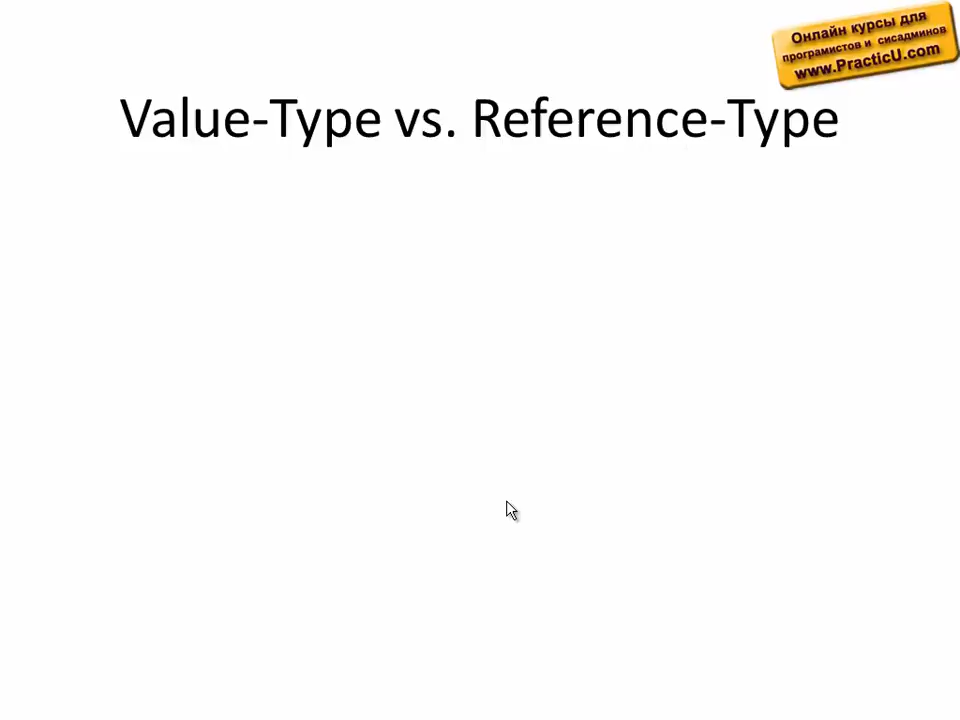 Онлайн курсы для
програмистов и сисадминов
www.PracticU.com
Value-Type vs. Reference-Type